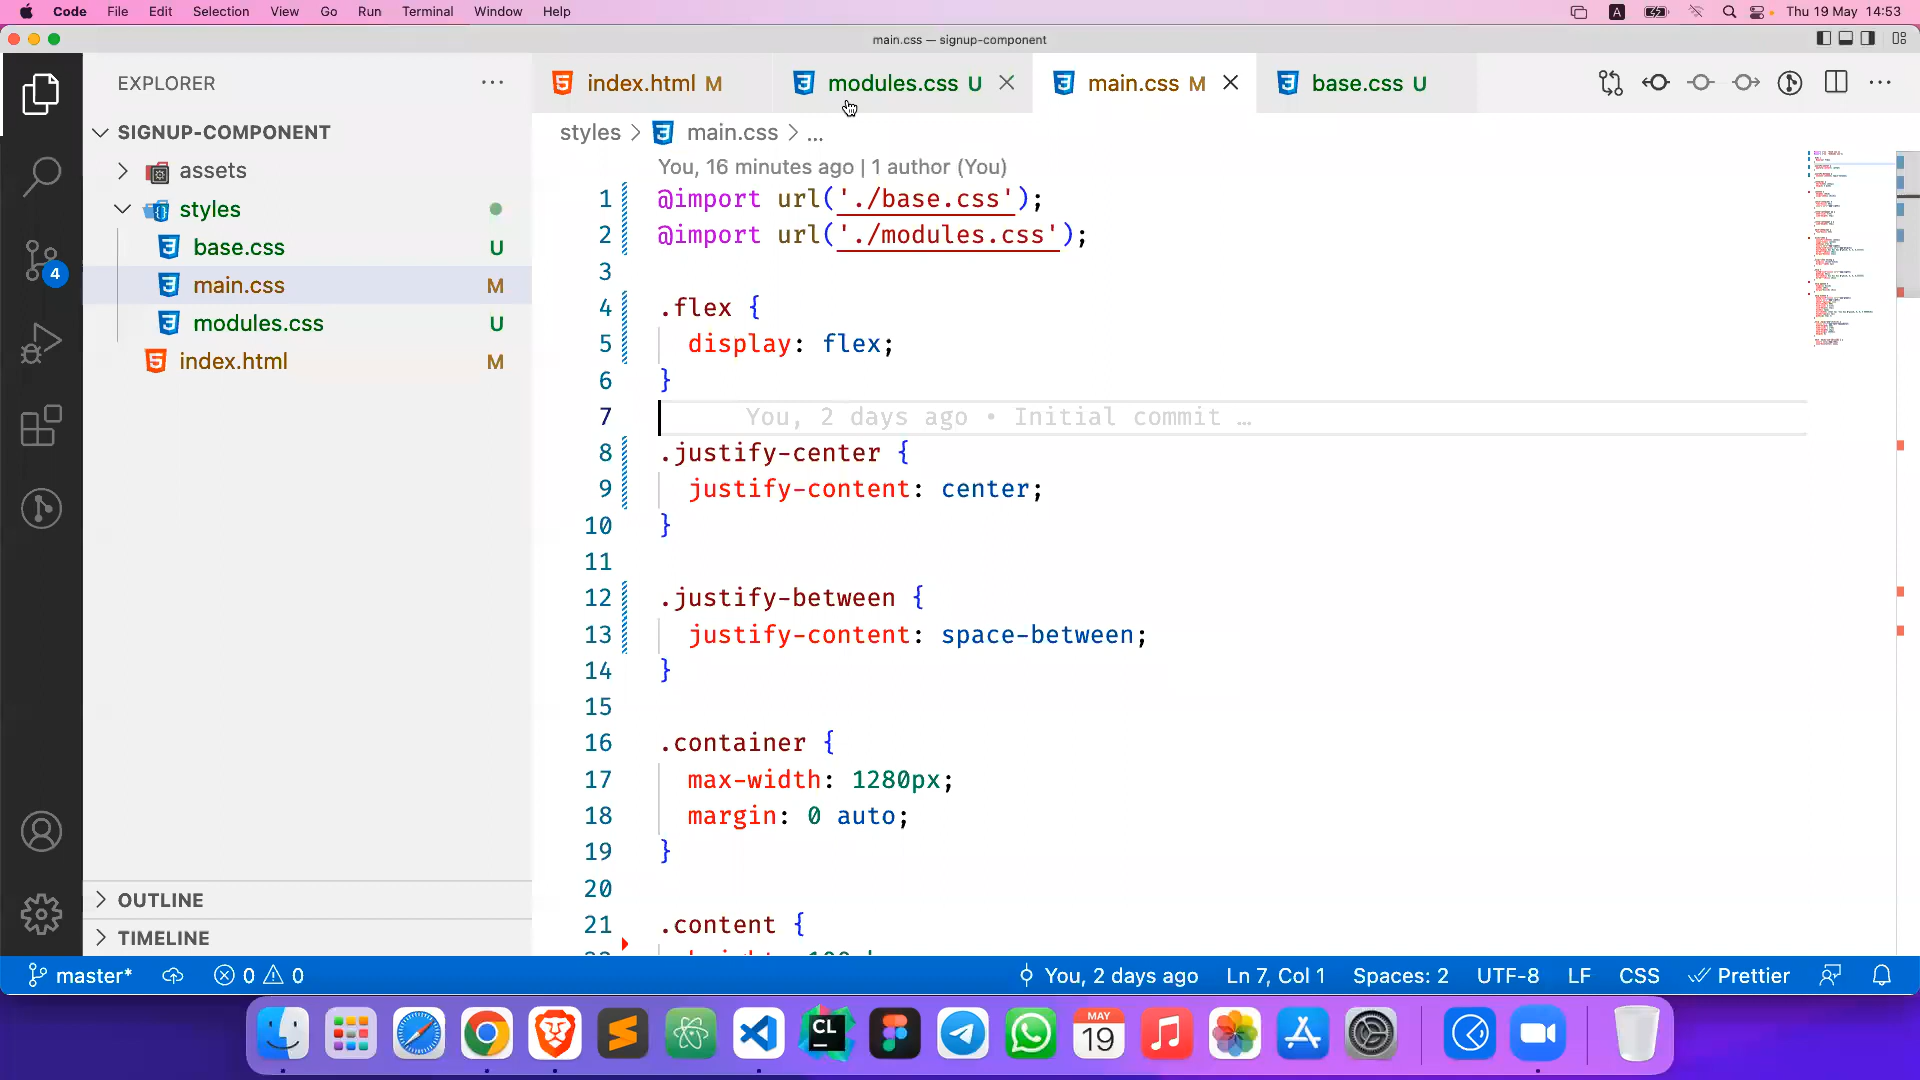 Code File Edit Selection View Go Run Terminal Window Help
A
Thu 19 May 14:53
main.css — signup-component
EXPLORER
SIGNUP-COMPONENT
assets
styles
base.css U
main.css M
modules.css U
index.html M
OUTLINE
TIMELINE
4
index.html M
modules.css U
main.css M
base.css U
styles > main.css > ...
You, 16 minutes ago | 1 author (You)
1 @import url('./base.css');
2 @import url('./modules.css');
3
4 .flex {
5 display: flex;
6 }
7 You, 2 days ago • Initial commit …
8 .justify-center {
9 justify-content: center;
10 }
11
12 .justify-between {
13 justify-content: space-between;
14 }
15
16 .container {
17 max-width: 1280px;
18 margin: 0 auto;
19 }
20
21 .content {
master* 0 0 You, 2 days ago Ln 7, Col 1 Spaces: 2 UTF-8 LF CSS Prettier
CL
MAY
19